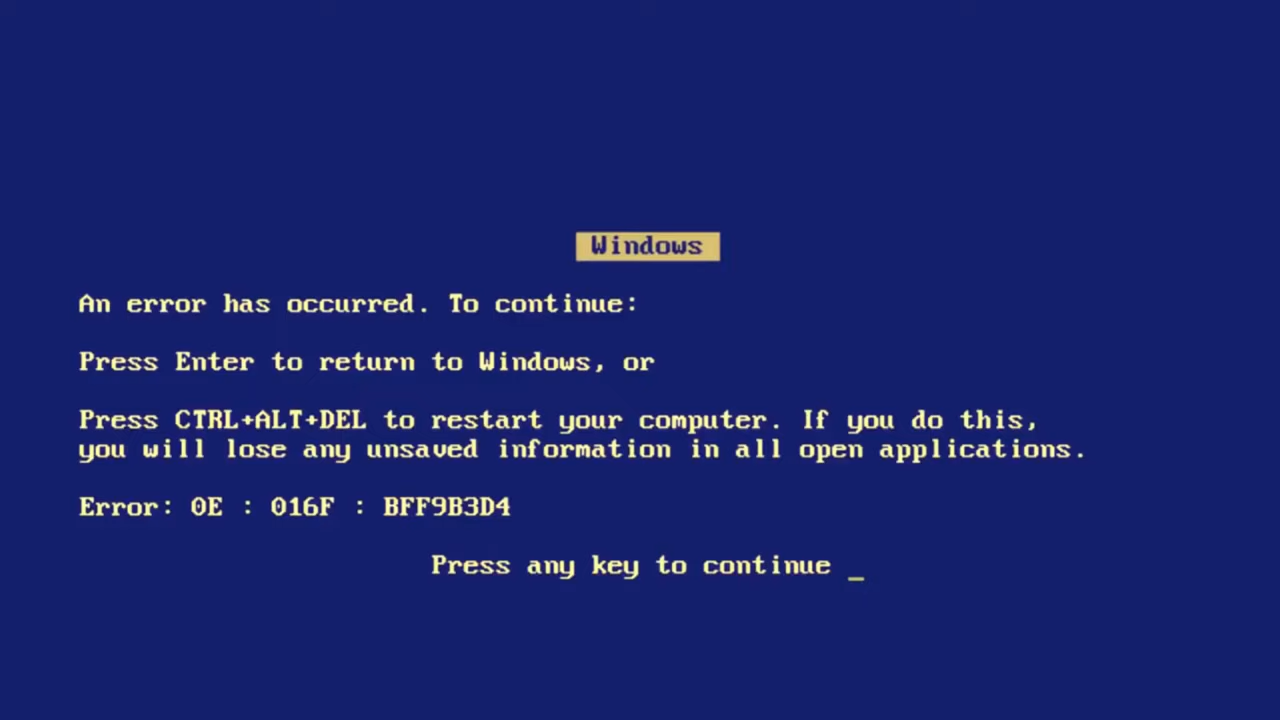 Windows
An error has occurred. To continue:
Press Enter to return to Windows, or
Press CTRL+ALT+DEL to restart your computer. If you do this,
you will lose any unsaved information in all open applications.
Error: 0E : 016F : BFF9B3D4
Press any key to continue _